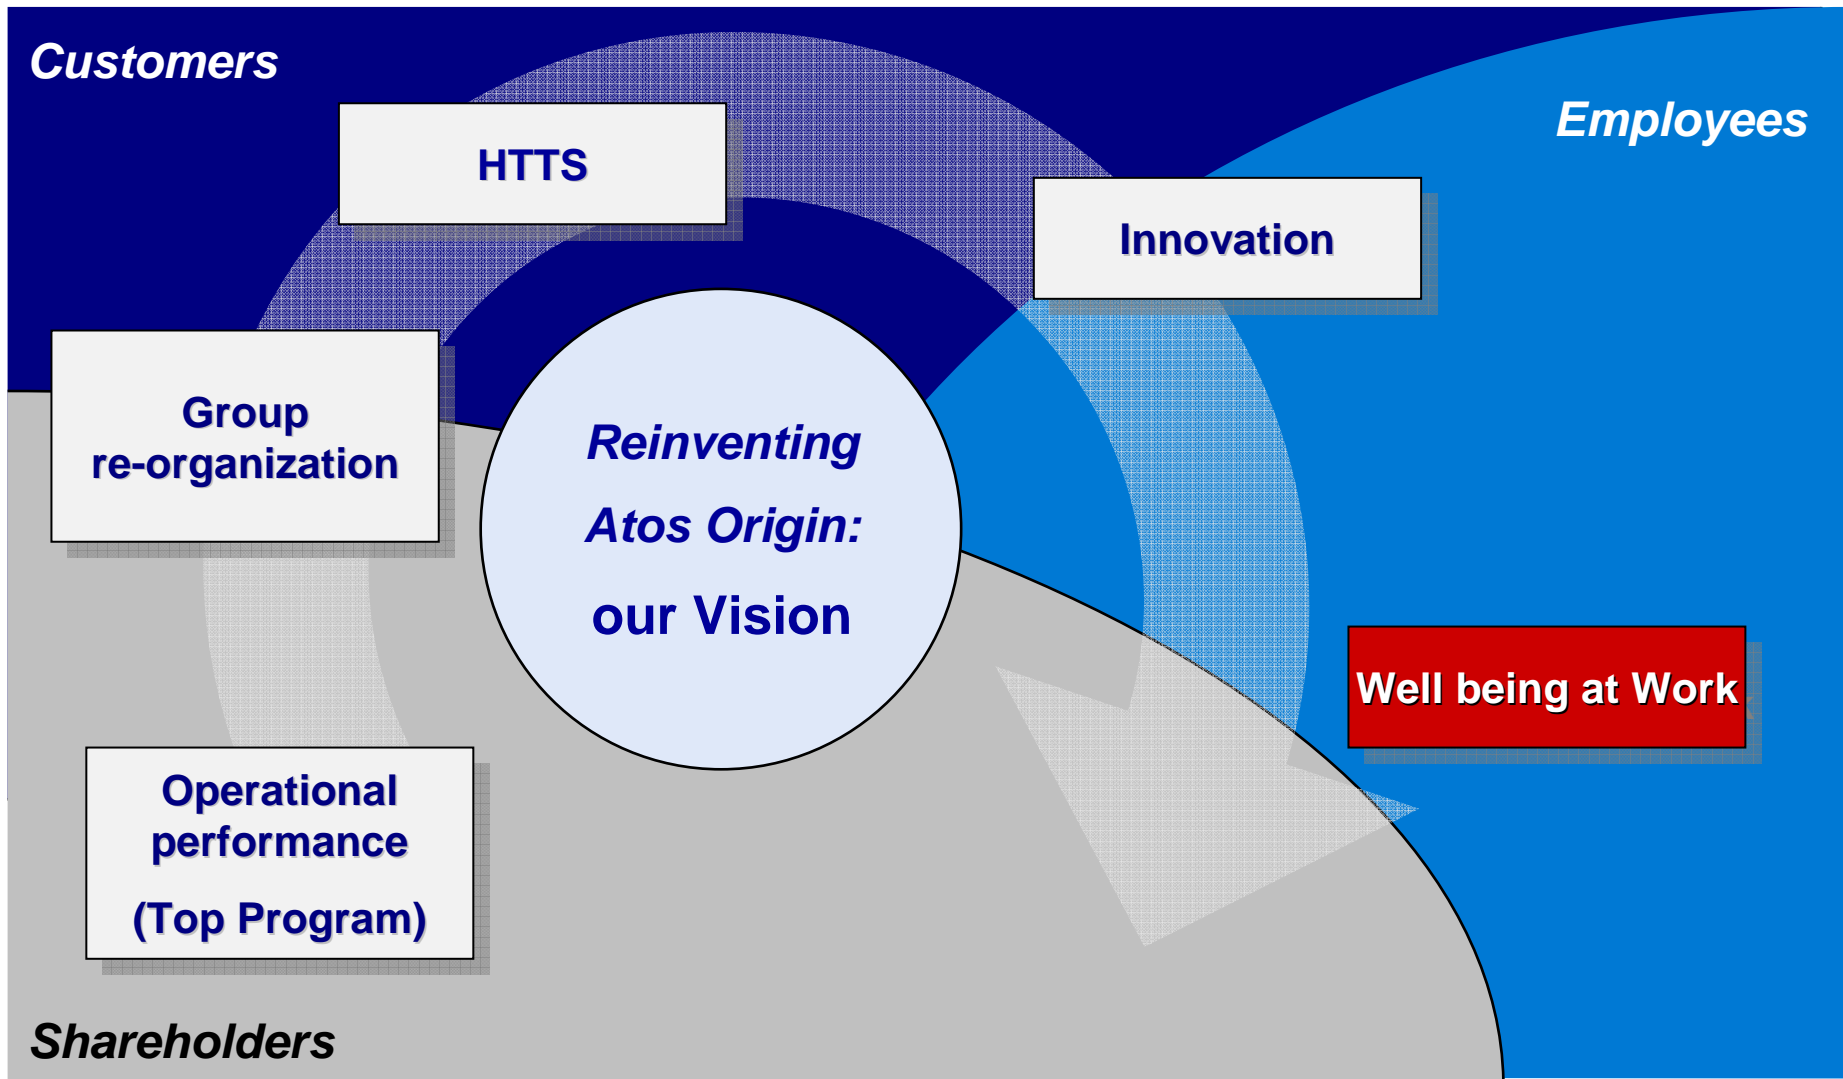 Customers
Employees
HTTS
Innovation
Group
re-organization
Reinventing
Atos Origin:
our Vision
Well being at Work
Operational
performance
(Top Program)
Shareholders